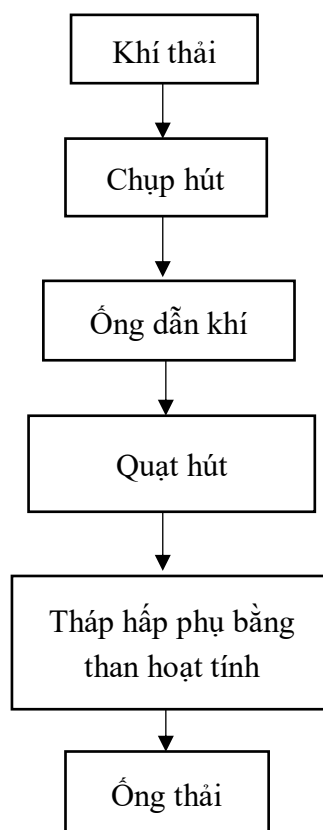 Khí thải
Chụp hút
Ống dẫn khí
Quạt hút
Tháp hấp phụ bằng
than hoạt tính
Ống thải